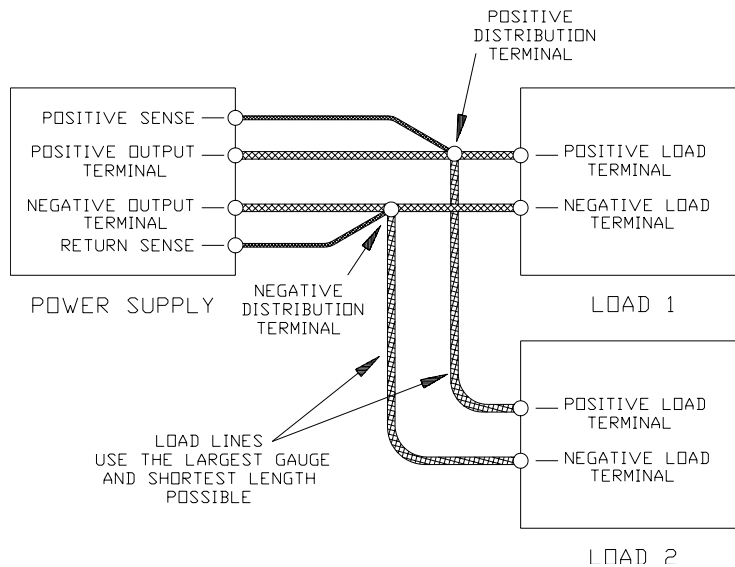 POSITIVE
DISTRIBUTION
TERMINAL
POSITIVE SENSE
POSITIVE OUTPUT
TERMINAL
NEGATIVE OUTPUT
TERMINAL
RETURN SENSE
POWER SUPPLY
POSITIVE LOAD
TERMINAL
NEGATIVE LOAD
TERMINAL
LOAD 1
NEGATIVE
DISTRIBUTION
TERMINAL
LOAD LINES
USE THE LARGEST GAUGE
AND SHORTEST LENGTH
POSSIBLE
POSITIVE LOAD
TERMINAL
NEGATIVE LOAD
TERMINAL
LOAD 2